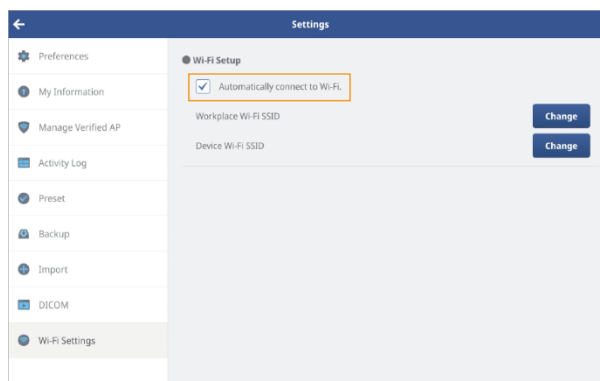 Settings
Preferences
My Information
Manage Verified AP
Activity Log
Preset
Backup
Import
DICOM
Wi-Fi Settings
Wi-Fi Setup
Automatically connect to Wi-Fi.
Workplace Wi-Fi SSID
Change
Device Wi-Fi SSID
Change